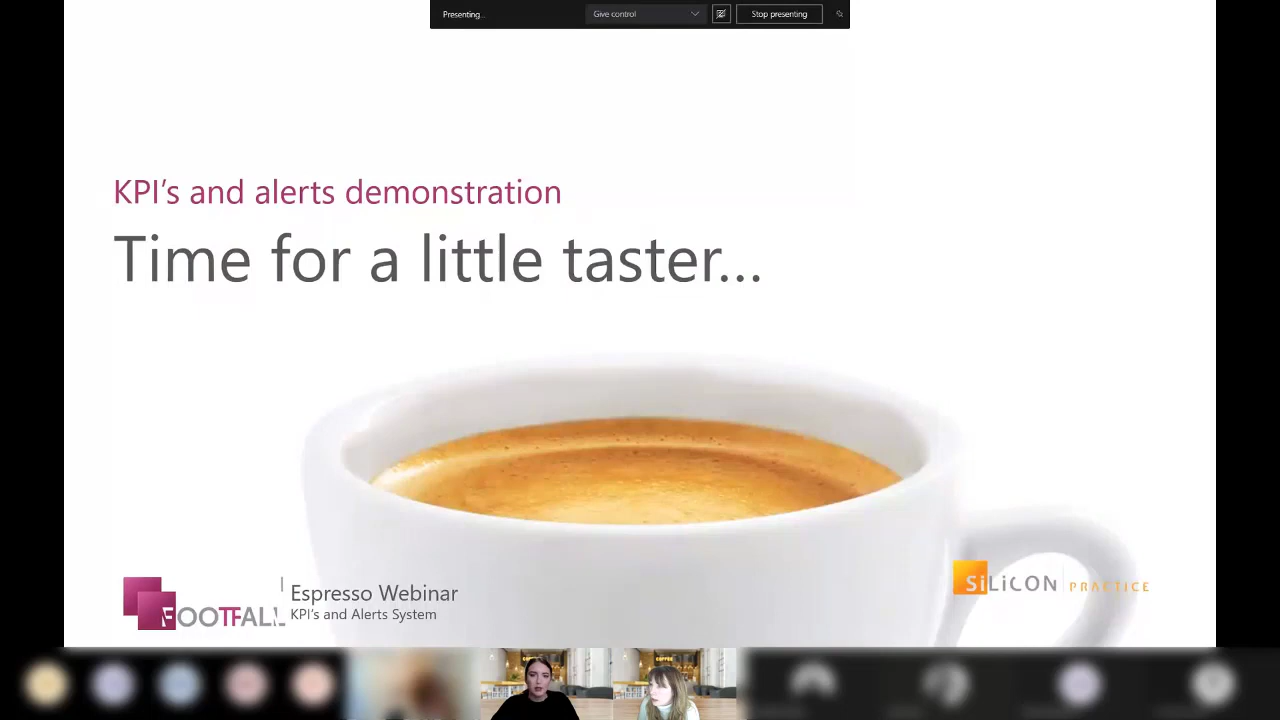 Presenting...
Give control
Stop presenting
KPI's and alerts demonstration
Time for a little taster...
FOOTFALL
Espresso Webinar
KPI's and Alerts System
SiLiCON PRACTICE